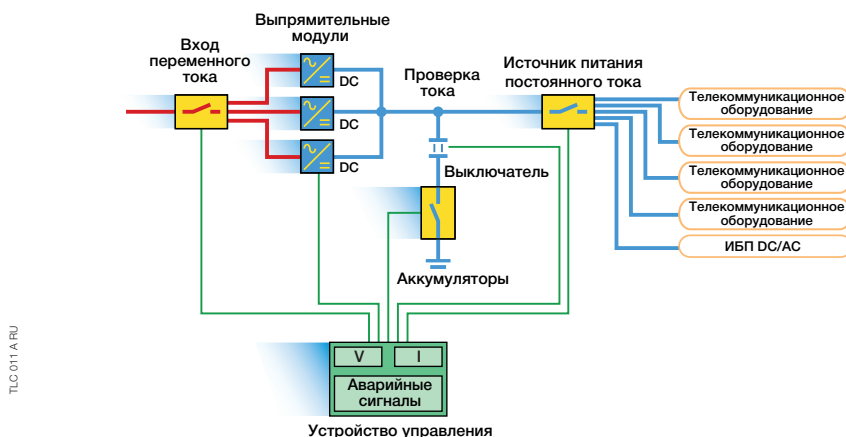 Выпрямительные
модули
Вход
переменного
тока
DC
DC
DC
Проверка
тока
Источник питания
постоянного тока
Телекоммуникационное
оборудование
Телекоммуникационное
оборудование
Телекоммуникационное
оборудование
Телекоммуникационное
оборудование
ИБП DC/AC
Выключатель
Аккумуляторы
V
I
Аварийные
сигналы
Устройство управления
TLC 011 A RU